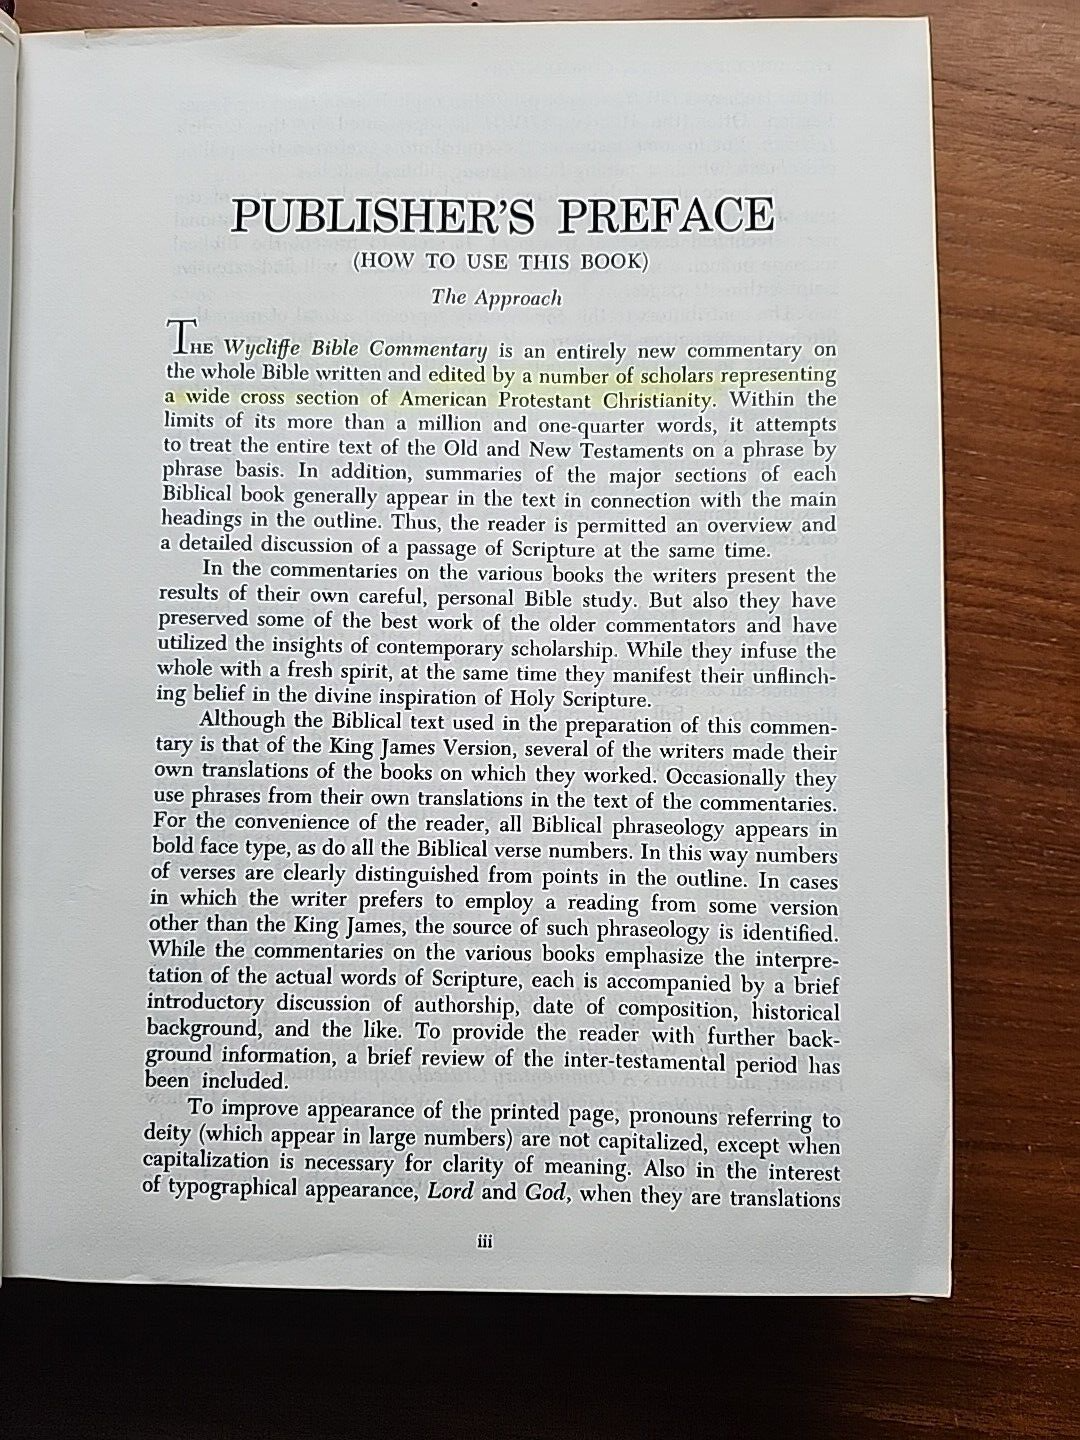 PUBLISHER'S PREFACE
(HOW TO USE THIS BOOK)
The Approach
THE Wycliffe Bible Commentary is an entirely new commentary on
the whole Bible written and edited by a number of scholars representing
a wide cross section of American Protestant Christianity. Within the
limits of its more than a million and one-quarter words, it attempts
to treat the entire text of the Old and New Testaments on a phrase by
phrase basis. In addition, summaries of the major sections of each
Biblical book generally appear in the text in connection with the main
headings in the outline. Thus, the reader is permitted an overview and
a detailed discussion of a passage of Scripture at the same time.
In the commentaries on the various books the writers present the
results of their own careful, personal Bible study. But also they have
preserved some of the best work of the older commentators and have
utilized the insights of contemporary scholarship. While they infuse the
whole with a fresh spirit, at the same time they manifest their unflinch-
ing belief in the divine inspiration of Holy Scripture.
Although the Biblical text used in the preparation of this commen-
tary is that of the King James Version, several of the writers made their
own translations of the books on which they worked. Occasionally they
use phrases from their own translations in the text of the commentaries.
For the convenience of the reader, all Biblical phraseology appears in
bold face type, as do all the Biblical verse numbers. In this way numbers
of verses are clearly distinguished from points in the outline. In cases
in which the writer prefers to employ a reading from some version
other than the King James, the source of such phraseology is identified.
While the commentaries on the various books emphasize the interpre-
tation of the actual words of Scripture, each is accompanied by a brief
introductory discussion of authorship, date of composition, historical
background, and the like. To provide the reader with further back-
ground information, a brief review of the inter-testamental period has
been included.
To improve appearance of the printed page, pronouns referring to
deity (which appear in large numbers) are not capitalized, except when
capitalization is necessary for clarity of meaning. Also in the interest
of typographical appearance, Lord and God, when they are translations
iii